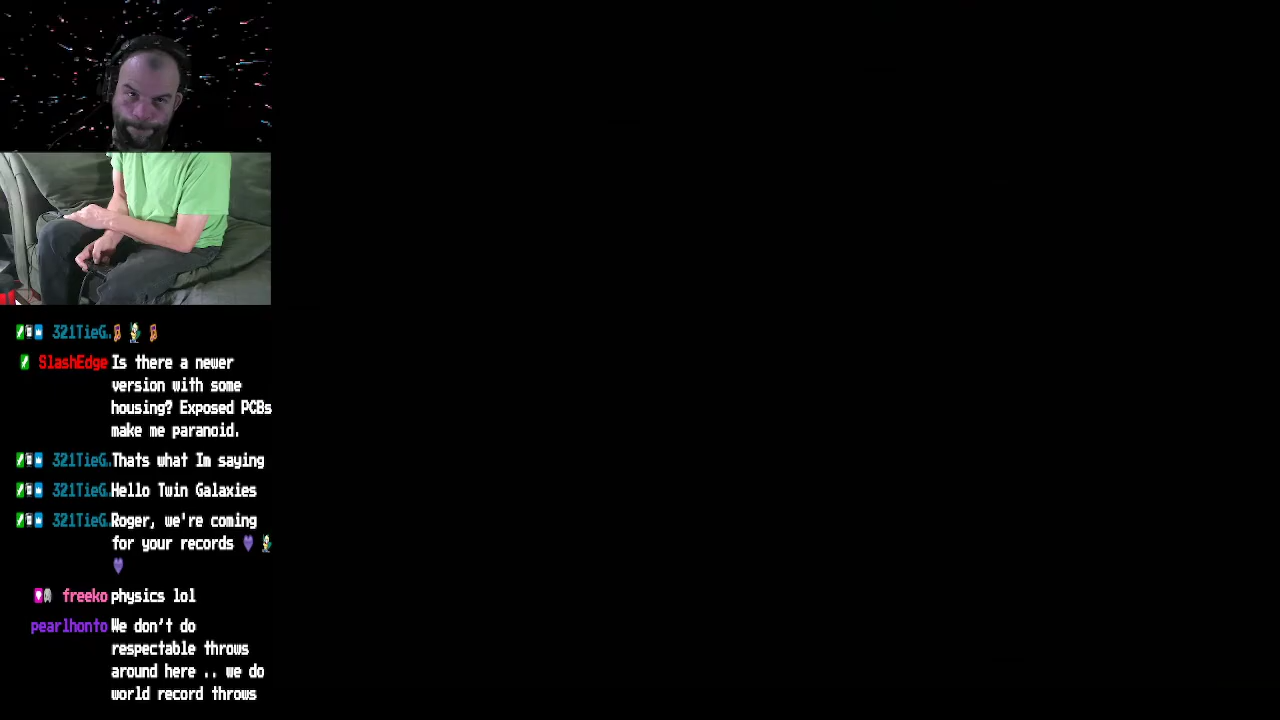 321TieG..
SlashEdge Is there a newer
version with some
housing? Exposed PCBs
make me paranoid.
321TieG.. Thats what Im saying
321TieG.. Hello Twin Galaxies
321TieG.. Roger, we're coming
for your records
freeko physics lol
pearlhonto We don't do
respectable throws
around here .. we do
world record throws